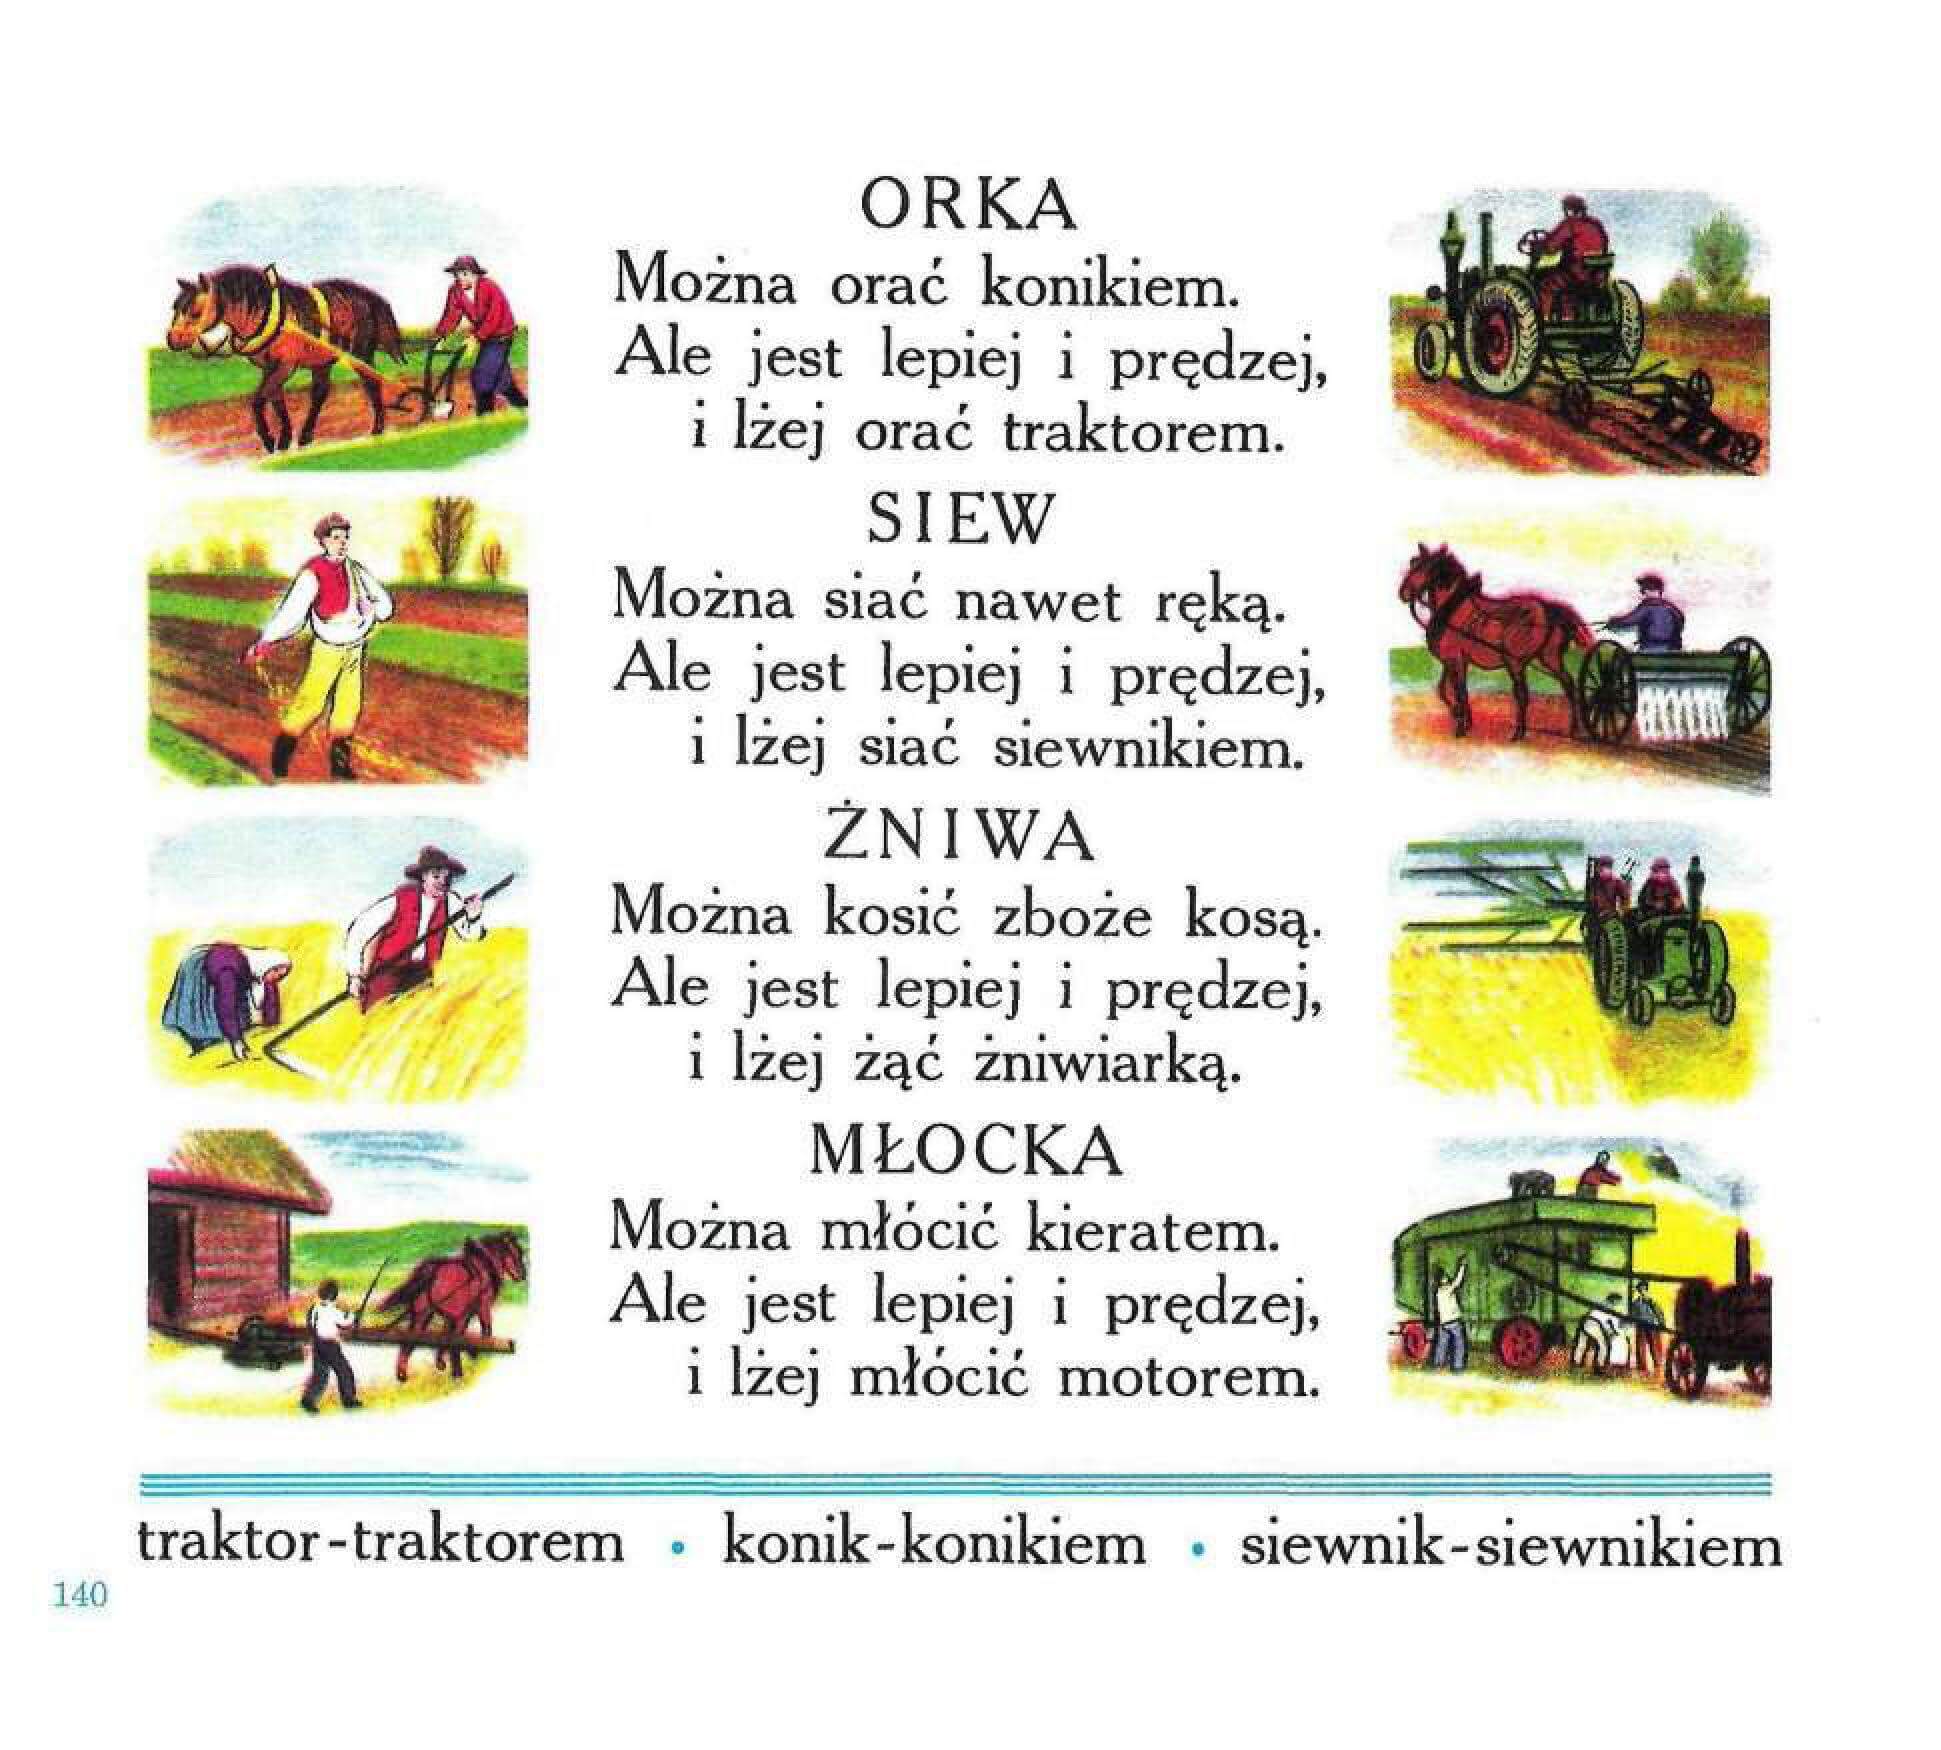 ORKA
Można orać konikiem.
Ale jest lepiej i prędzej,
i lżej orać traktorem.
SIEW
Można siać nawet ręką.
Ale jest lepiej i prędzej,
i lżej siać siewnikiem.
ŻNIWA
Można kosić zboże kosą.
Ale jest lepiej i prędzej,
i lżej żąć żniwiarką.
MŁOCKA
Można młócić kieratem.
Ale jest lepiej i prędzej,
i lżej młócić motorem.
traktor-traktorem • konik-konikiem • siewnik-siewnikiem
140